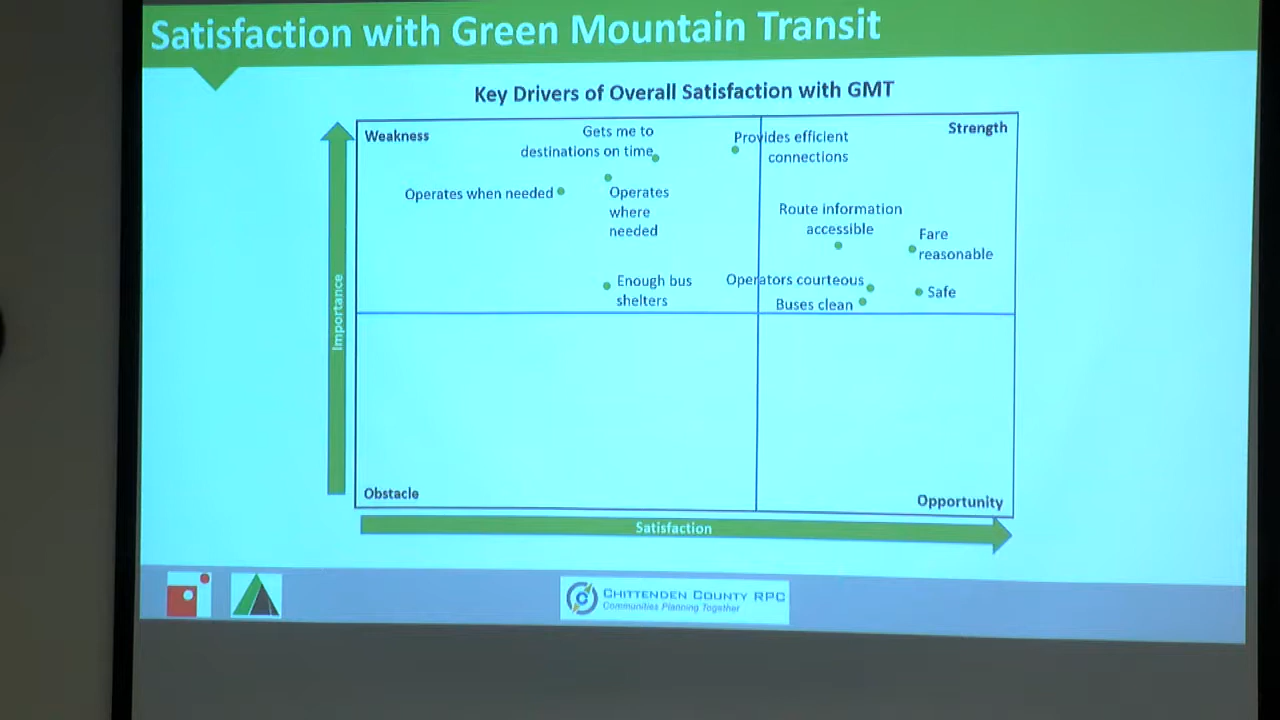 Satisfaction with Green Mountain Transit
Key Drivers of Overall Satisfaction with GMT
Weakness
Strength
Gets me to
destinations on time
Provides efficient
connections
Operates when needed
Operates
where
needed
Route information
accessible
Fare
reasonable
Enough bus
shelters
Operators courteous
Safe
Buses clean
Importance
Obstacle
Opportunity
Satisfaction
CHITTENDEN COUNTY RPC
Communities Planning Together